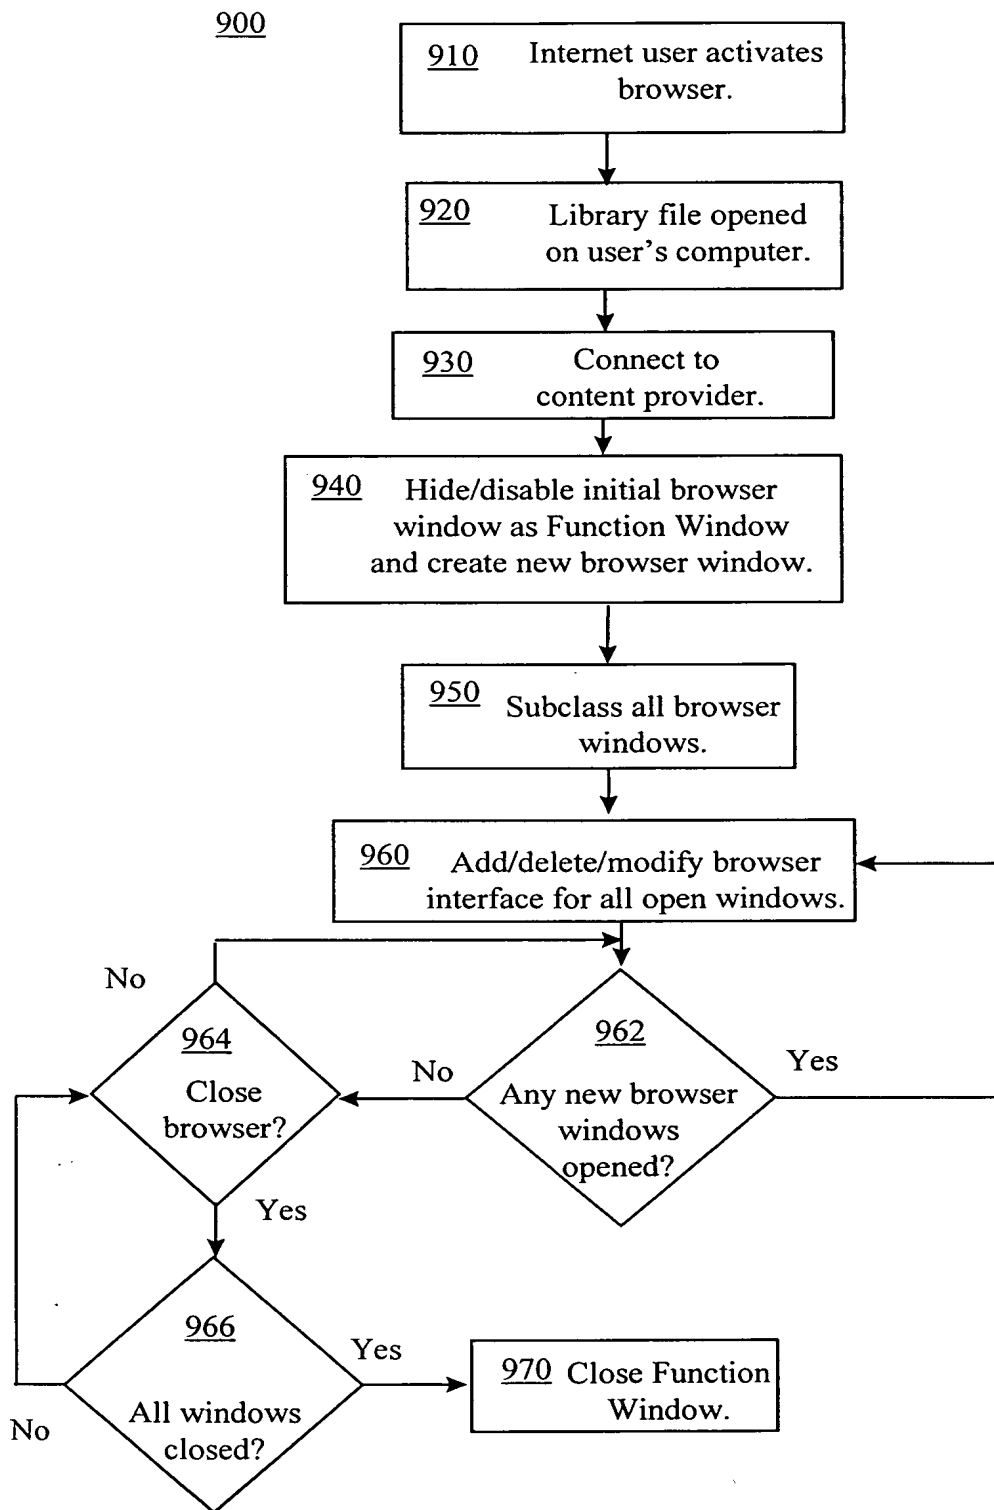 900
910 Internet user activates
browser.
920 Library file opened
on user's computer.
930 Connect to
content provider.
940 Hide/disable initial browser
window as Function Window
and create new browser window.
950 Subclass all browser
windows.
960 Add/delete/modify browser
interface for all open windows.
No
964
Close
browser?
Yes
No
962
Any new browser
windows
opened?
Yes
966
All windows
closed?
No
Yes
970 Close Function
Window.